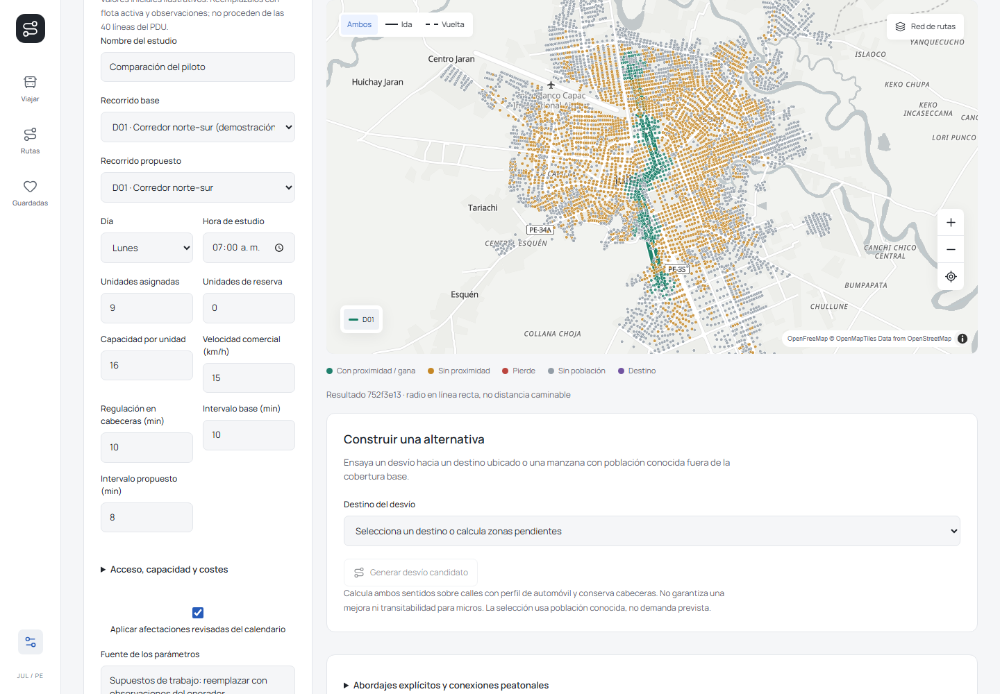 Viajar
Rutas
Guardadas
JUL / PE
flota activa y observaciones; no proceden de las
40 líneas del PDU.
Nombre del estudio
Comparación del piloto
Recorrido base
D01 · Corredor norte–sur (demostración
Recorrido propuesto
D01 · Corredor norte–sur
Día
Hora de estudio
Lunes
07:00 a. m.
Unidades asignadas
Unidades de reserva
9
0
Capacidad por unidad
Velocidad comercial
(km/h)
16
15
Regulación en
cabeceras (min)
Intervalo base (min)
10
10
Intervalo propuesto
(min)
8
Acceso, capacidad y costes
Aplicar afectaciones revisadas del calendario
Fuente de los parámetros
Supuestos de trabajo: reemplazar con
observaciones del operador
Ambos
Ida
Vuelta
Red de rutas
YANQUECUCHO
ISLAOCO
Centro Jaran
Huichay Jaran
KEKO CHUPA
KEKO
INCASECCANA
LORI PUNCO
Tariachi
PE-34A
PE-3S
CANCHI CHICO
CENTRAL
BUMPAPATA
Esquén
CHULLUNE
COLLANA CHOJA
D01
OpenFreeMap © OpenMapTiles Data from OpenStreetMap
Con proximidad / gana
Sin proximidad
Pierde
Sin población
Destino
Resultado 752f3e13 · radio en línea recta, no distancia caminable
Construir una alternativa
Ensaya un desvío hacia un destino ubicado o una manzana con población conocida fuera de la
cobertura base.
Destino del desvío
Selecciona un destino o calcula zonas pendientes
Generar desvío candidato
Calcula ambos sentidos sobre calles con perfil de automóvil y conserva cabeceras. No garantiza una
mejora ni transitabilidad para micros. La selección usa población conocida, no demanda prevista.
Abordajes explícitos y conexiones peatonales